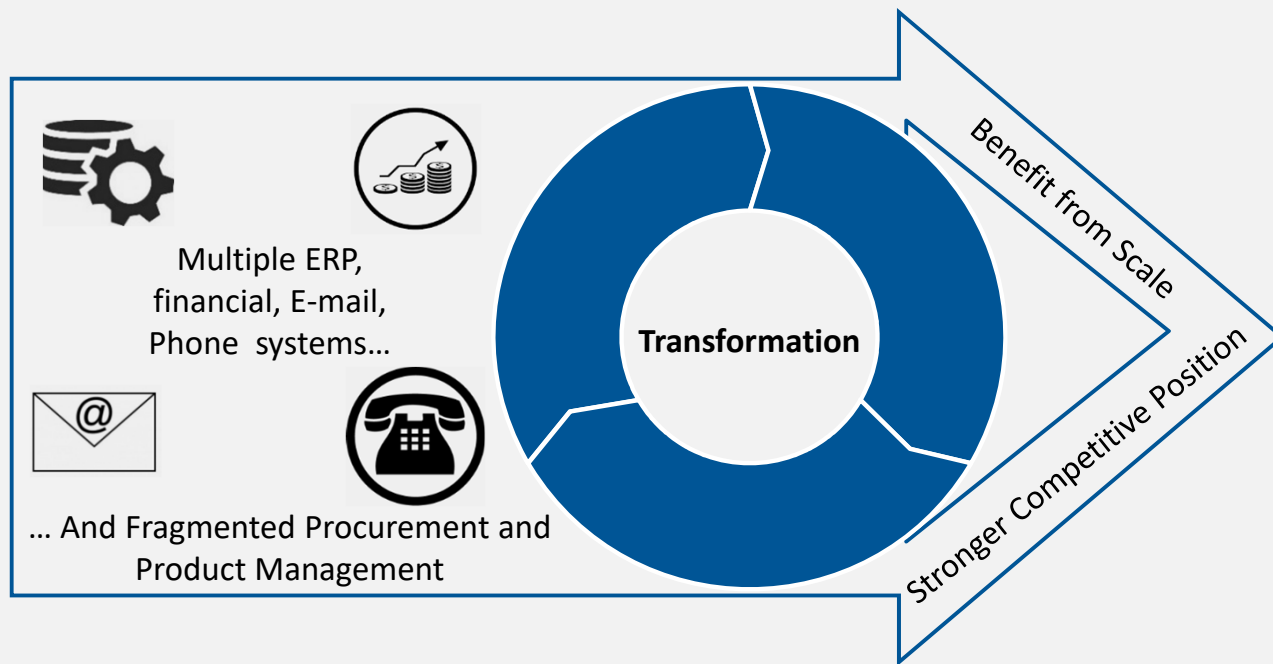 Multiple ERP,
financial, E-mail,
Phone systems…
… And Fragmented Procurement and
Product Management
@
Transformation
Benefit from Scale
Stronger Competitive Position